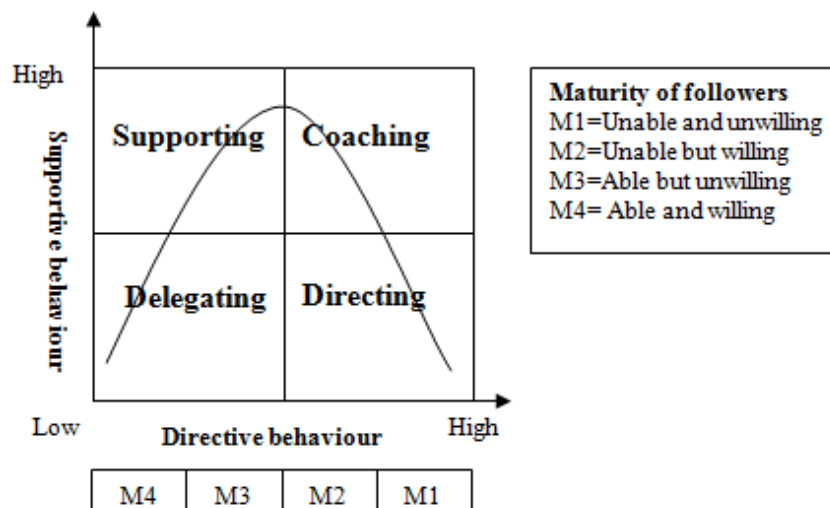 High
Supporting
Coaching
Supportive behaviour
Delegating
Directing
Low
Directive behaviour
High
M4
M3
M2
M1
Maturity of followers
M1=Unable and unwilling
M2=Unable but willing
M3=Able but unwilling
M4= Able and willing